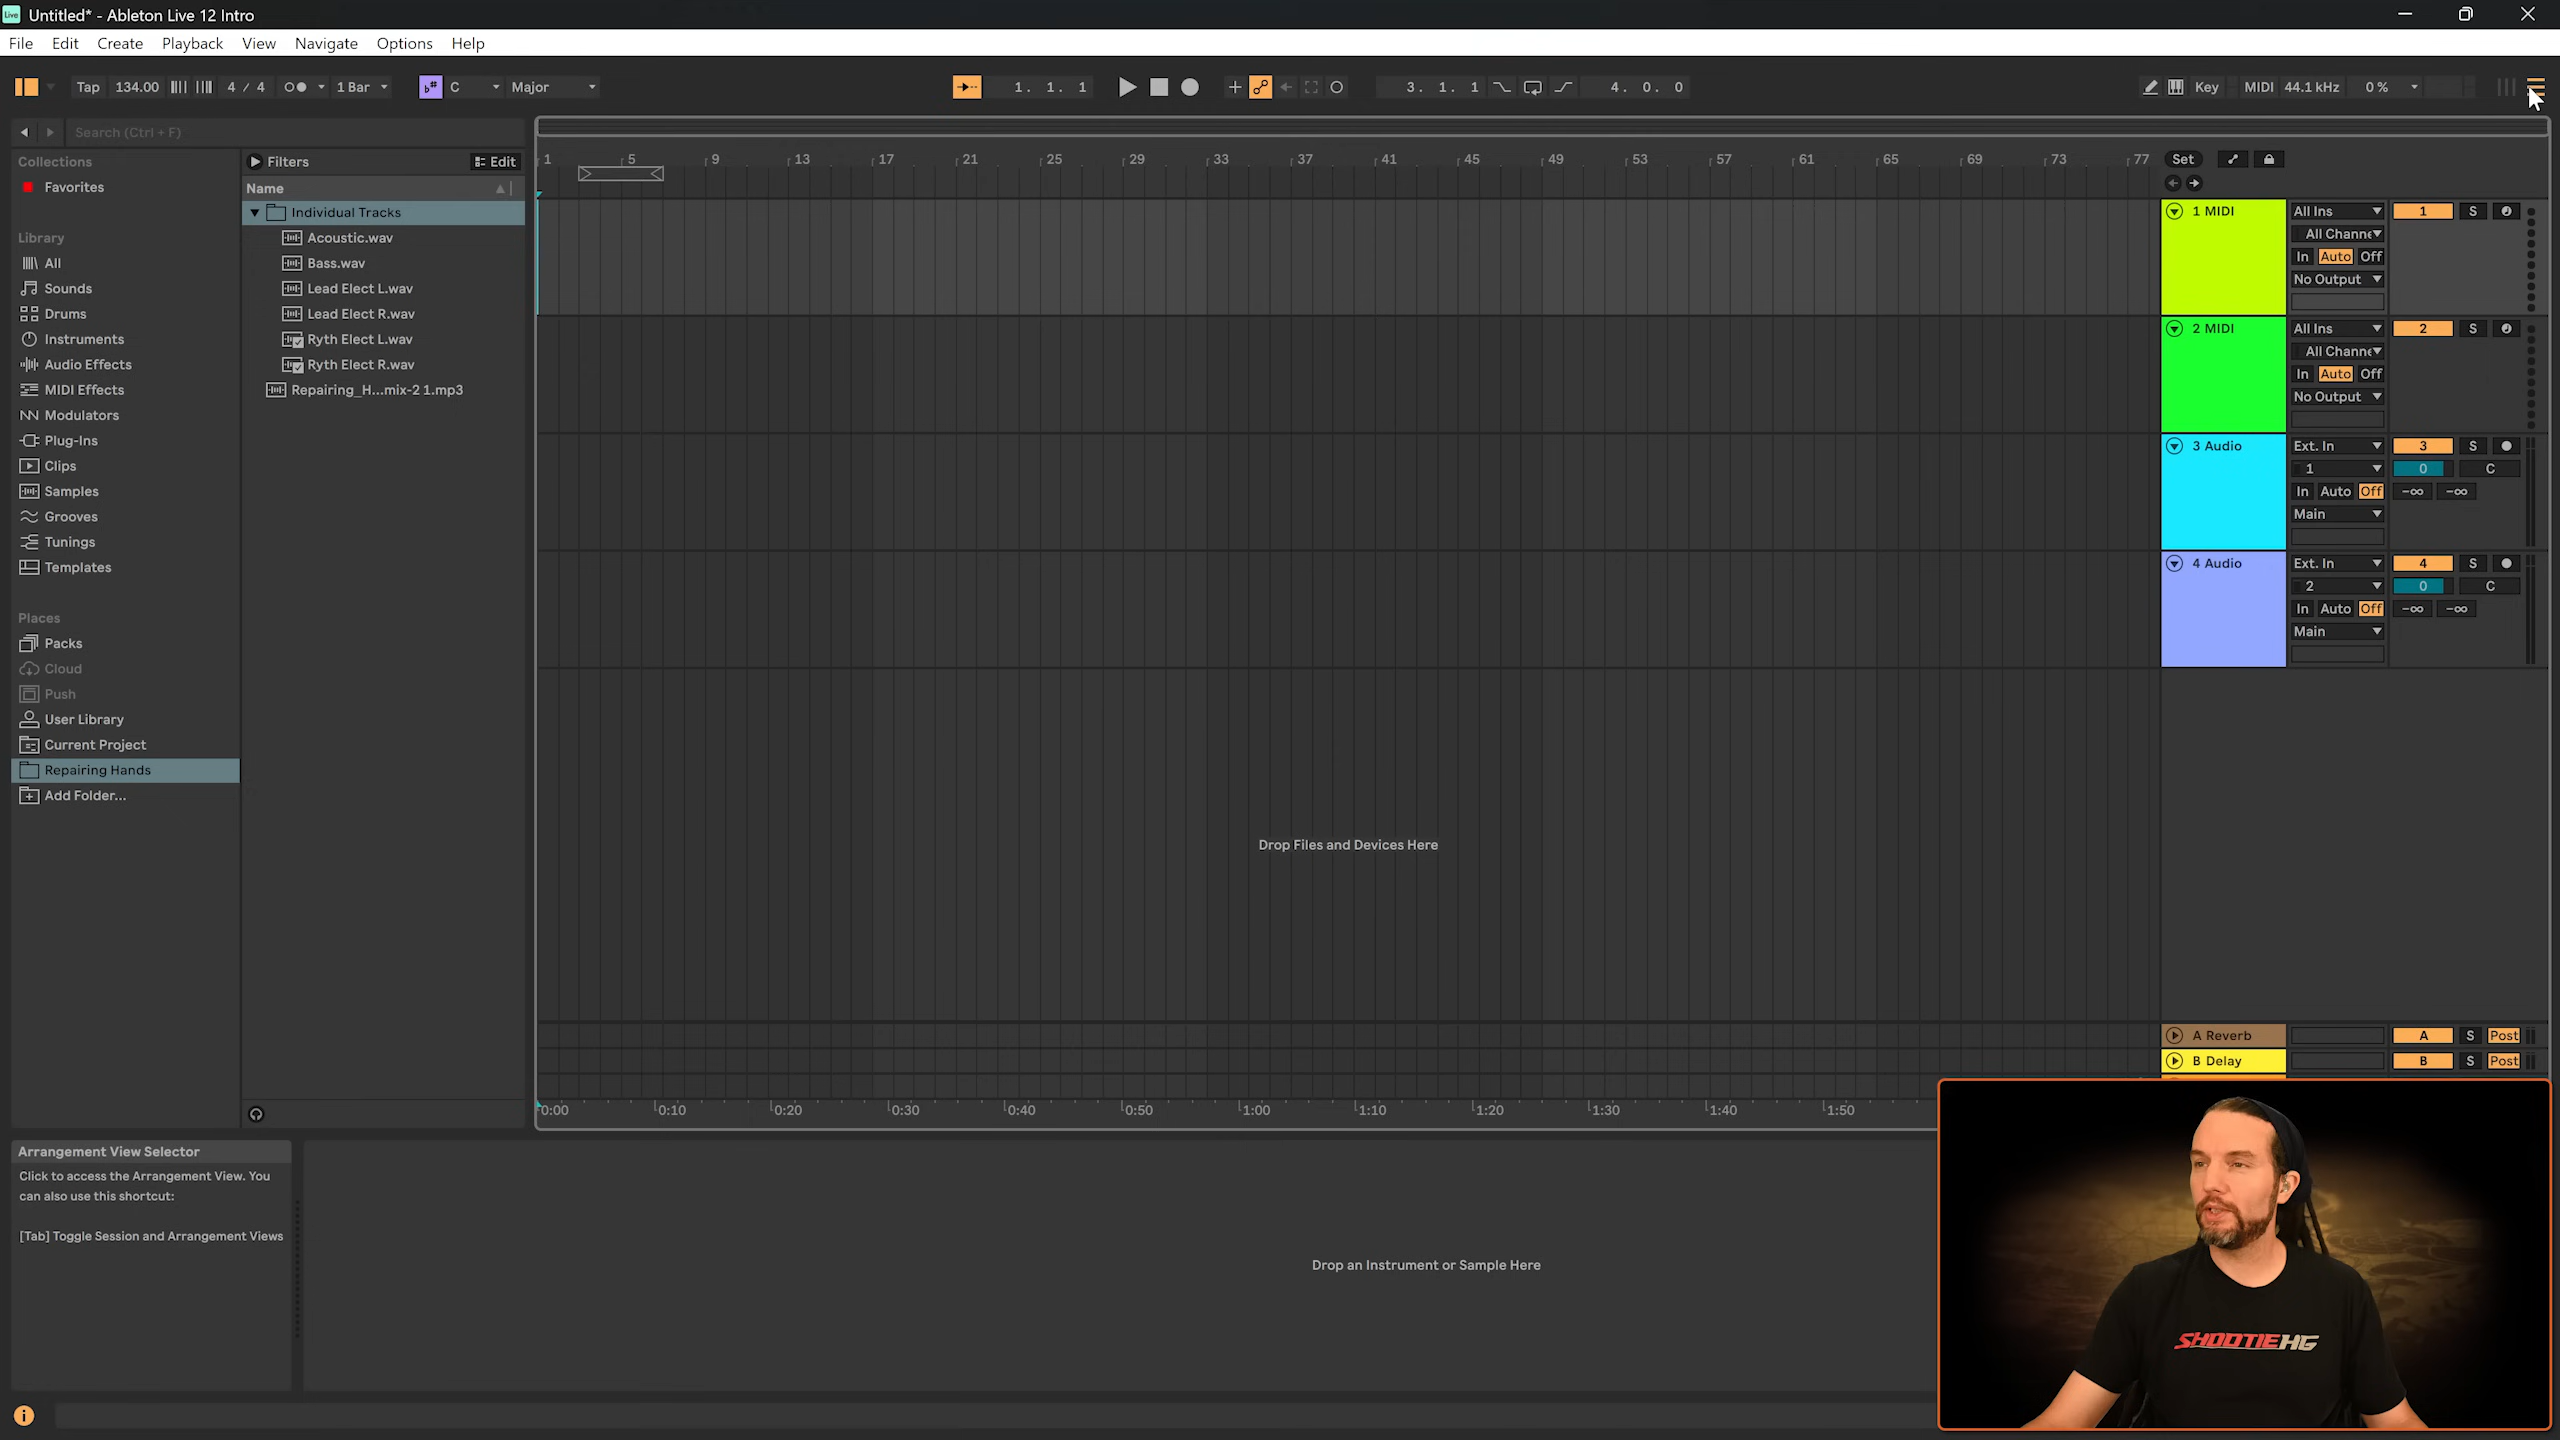 Untitled* - Ableton Live 12 Intro
File Edit Create Playback View Navigate Options Help
Tap 134.00 4 / 4 1 Bar C Major 1. 1. 1 3. 1. 1 4. 0. 0 Key MIDI 44.1 kHz 0 %
Search (Ctrl + F)
Collections
Favorites
Library
All
Sounds
Drums
Instruments
Audio Effects
MIDI Effects
Modulators
Plug-Ins
Clips
Samples
Grooves
Tunings
Templates
Places
Packs
Cloud
Push
User Library
Current Project
Repairing Hands
Add Folder...
Filters Edit
Name
Individual Tracks
Acoustic.wav
Bass.wav
Lead Elect L.wav
Lead Elect R.wav
Ryth Elect L.wav
Ryth Elect R.wav
Repairing_H...mix-2 1.mp3
1 5 9 13 17 21 25 29 33 37 41 45 49 53 57 61 65 69 73 77 Set
1 MIDI All Ins 1 S
All Channe
In Auto Off
No Output
2 MIDI All Ins 2 S
All Channe
In Auto Off
No Output
3 Audio Ext. In 3 S
1 0 C
In Auto Off -∞ -∞
Main
4 Audio Ext. In 4 S
2 0 C
In Auto Off -∞ -∞
Main
Drop Files and Devices Here
A Reverb A S Post
B Delay B S Post
0:00 0:10 0:20 0:30 0:40 0:50 1:00 1:10 1:20 1:30 1:40 1:50
Arrangement View Selector
Click to access the Arrangement View. You
can also use this shortcut:
[Tab] Toggle Session and Arrangement Views
Drop an Instrument or Sample Here
SHOOTIEHG